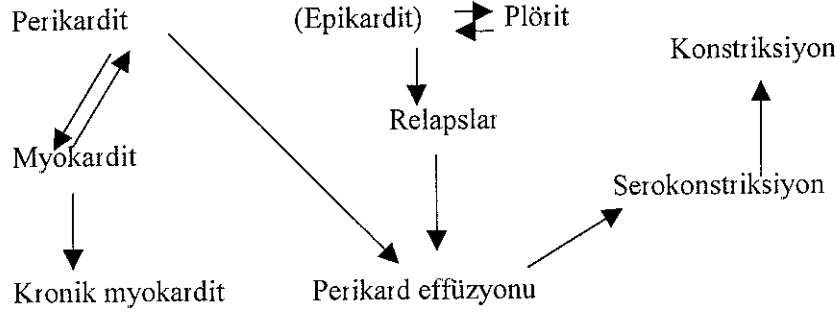 Perikardit
(Epikardit)
Plörit
Konstriksiyon
Relapslar
Myokardit
Serokonstriksiyon
Kronik myokardit
Perikard effüzyonu